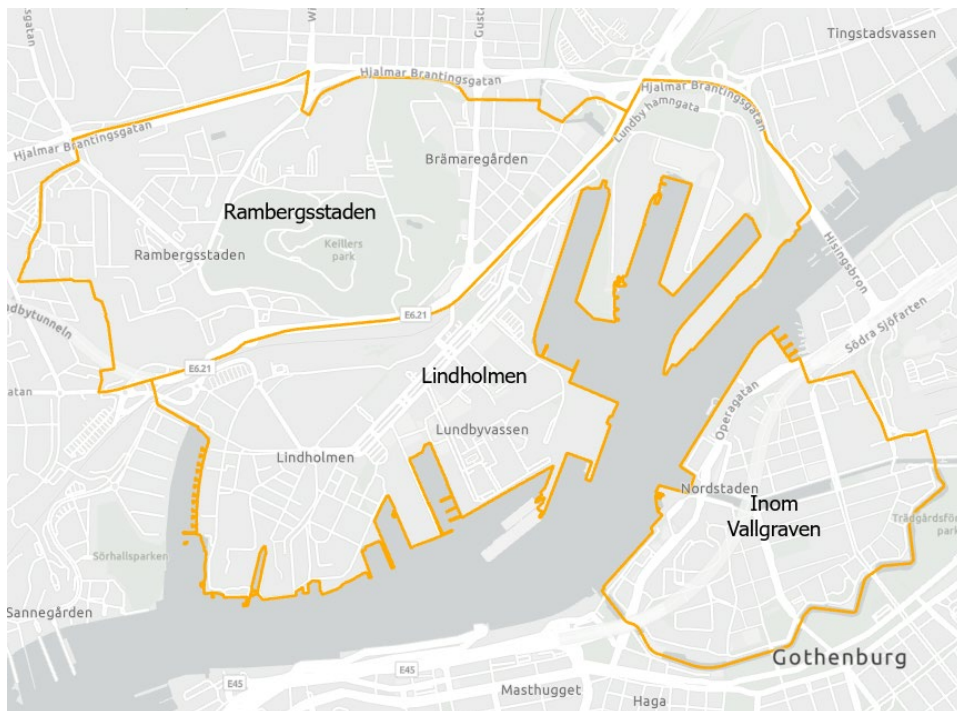 Tingstadsvassen
Hjalmar Brantingsgatan
Hjalmar Brantingsgatan
Lundby hamngata
Hjalmar Brantingsgatan
Brämaregården
Rambergsstaden
Hisingsbron
Rambergsstaden
Keillers
park
Södra Sjöfarten
E6.21
E6.21
Lindholmen
Operagatan
Lundbyvassen
Lindholmen
Nordstaden
Inom
Vallgraven
Sörhallsparken
Sannegården
Gothenburg
E45
E45
Masthugget
Haga